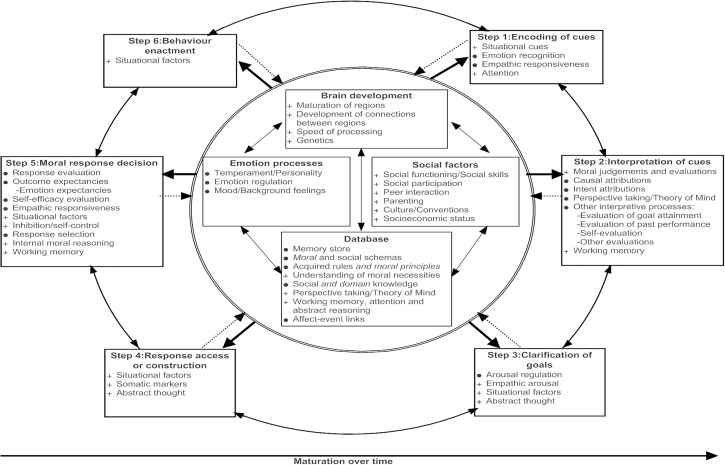 Step 6:Behaviour
enactment
+ Situational factors
Step 1:Encoding of cues
+ Situational cues
● Emotion recognition
● Empathic responsiveness
+ Attention
Brain development
+ Maturation of regions
+ Development of connections
between regions
+ Speed of processing
+ Genetics
Step 5:Moral response decision
● Response evaluation
● Outcome expectancies
-Emotion expectancies
● Self-efficacy evaluation
● Empathic responsiveness
+ Situational factors
+ Inhibition/self-control
● Response selection
+ Internal moral reasoning
+ Working memory
Emotion processes
● Temperament/Personality
● Emotion regulation
● Mood/Background feelings
Social factors
+ Social functioning/Social skills
+ Social participation
+ Peer interaction
+ Parenting
+ Culture/Conventions
+ Socioeconomic status
Step 2:Interpretation of cues
+ Moral judgements and evaluations
● Causal attributions
● Intent attributions
● Perspective taking/Theory of Mind
● Other interpretive processes:
-Evaluation of goal attainment
-Evaluation of past performance
-Self-evaluation
-Other evaluations
+ Working memory
Database
● Memory store
● Moral and social schemas
● Acquired rules and moral principles
+ Understanding of moral necessities
● Social and domain knowledge
+ Perspective taking/Theory of Mind
+ Working memory, attention and
abstract reasoning
● Affect-event links
Step 4:Response access
or construction
+ Situational factors
+ Somatic markers
+ Abstract thought
Step 3:Clarification of
goals
● Arousal regulation
+ Empathic arousal
+ Situational factors
+ Abstract thought
Maturation over time